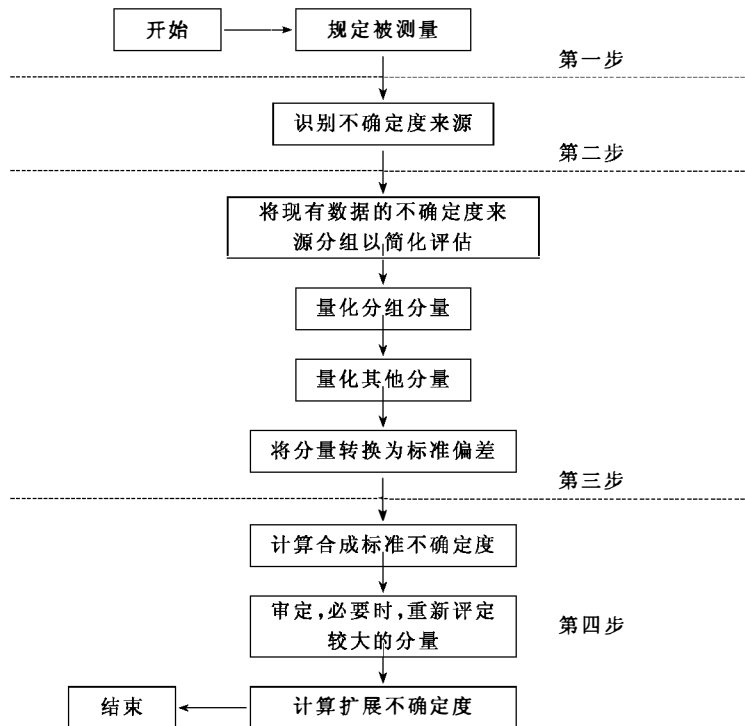 开始
规定被测量
第一步
识别不确定度来源
第二步
将现有数据的不确定度来
源分组以简化评估
量化分组分量
量化其他分量
将分量转换为标准偏差
第三步
计算合成标准不确定度
审定,必要时,重新评定
较大的分量
第四步
结束
计算扩展不确定度